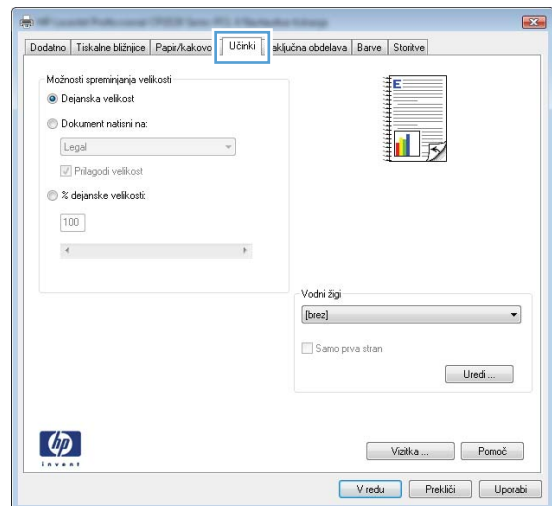 Dodatno Tiskalne bližnjice Papir/kakovo Učinki aključna obdelava Barve Storitve
Možnosti spreminjanja velikosti
Dejanska velikost
Dokument natisni na:
Legal
Prilagodi velikost
% dejanske velikosti:
100
E
Vodni žigi
[brez]
Samo prva stran
Uredi ...
hp
invent
Vizitka ... Pomoč
V redu Prekliči Uporabi